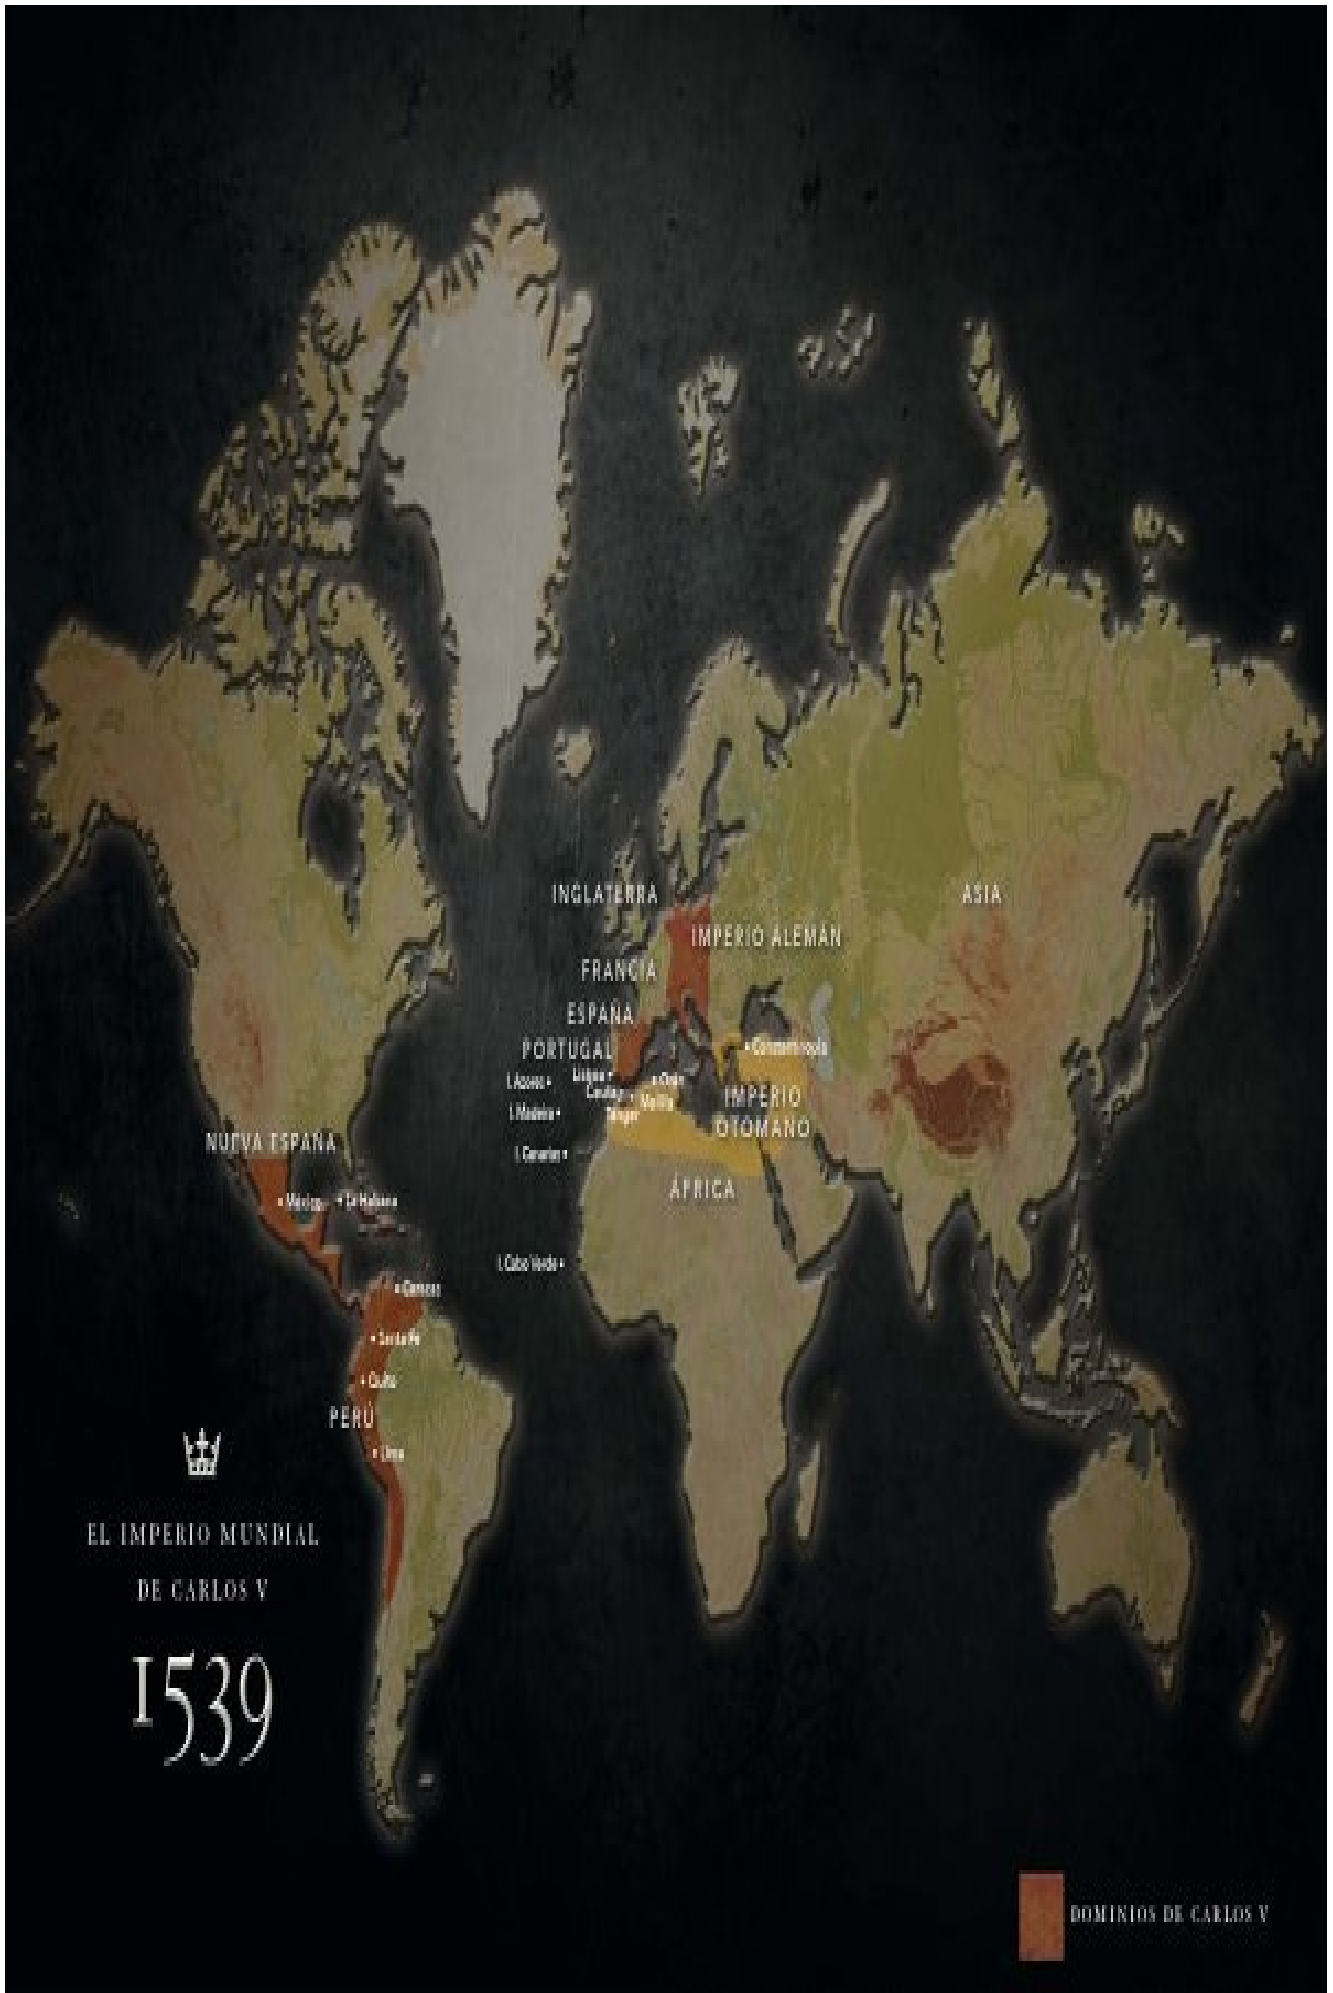 INGLATERRA
ASIA
IMPERIO ALEMÁN
FRANCIA
ESPAÑA
PORTUGAL
Constantinopla
I. Azores
Lisboa
Orán
Melilla
I. Madeira
Tánger
IMPERIO
OTOMANO
NUEVA ESPAÑA
I. Canarias
ÁFRICA
México
La Habana
I. Cabo Verde
Caracas
Santa Fé
Quito
PERÚ
Lima
EL IMPERIO MUNDIAL
DE CARLOS V
1539
DOMINIOS DE CARLOS V